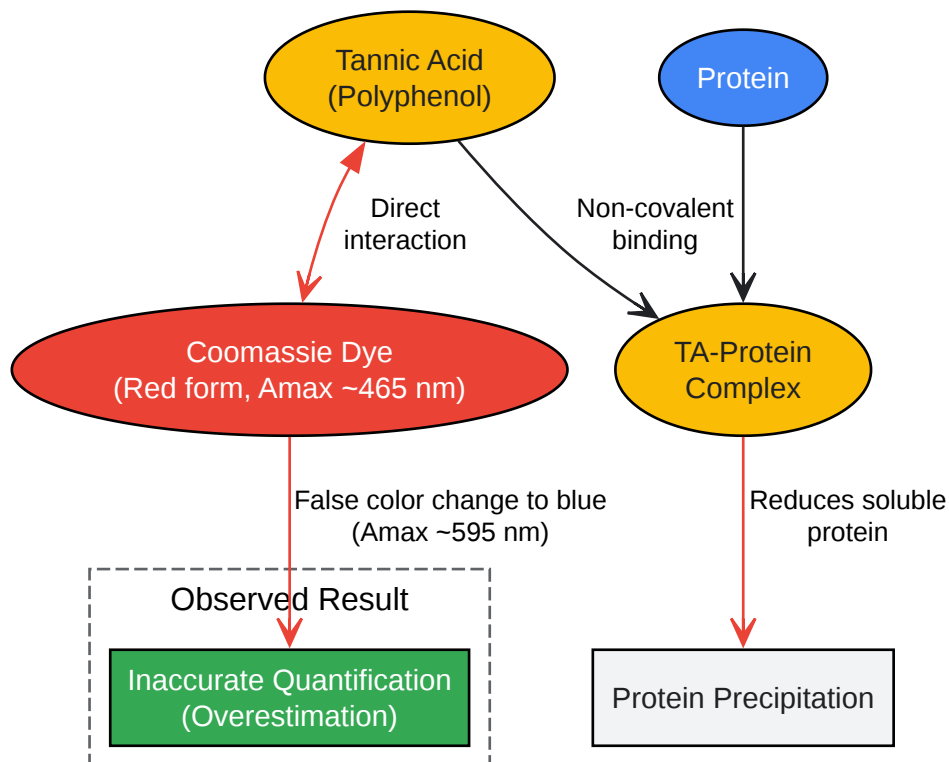 Tannic Acid
(Polyphenol)
Protein
Direct
interaction
Non-covalent
binding
Coomassie Dye
(Red form, Amax ~465 nm)
TA-Protein
Complex
False color change to blue
(Amax ~595 nm)
Reduces soluble
protein
Observed Result
Inaccurate Quantification
(Overestimation)
Protein Precipitation